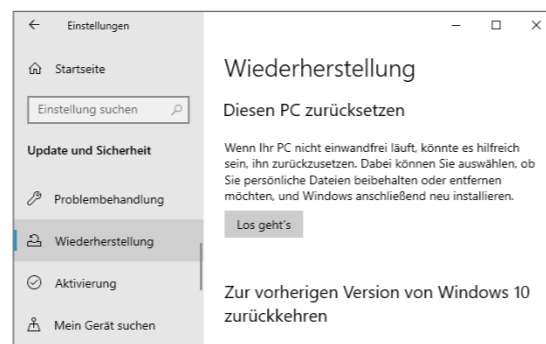 Einstellungen
Startseite
Einstellung suchen
Update und Sicherheit
Problembehandlung
Wiederherstellung
Aktivierung
Mein Gerät suchen
Wiederherstellung
Diesen PC zurücksetzen
Wenn Ihr PC nicht einwandfrei läuft, könnte es hilfreich
sein, ihn zurückzusetzen. Dabei können Sie auswählen, ob
Sie persönliche Dateien beibehalten oder entfernen
möchten, und Windows anschließend neu installieren.
Los geht's
Zur vorherigen Version von Windows 10
zurückkehren